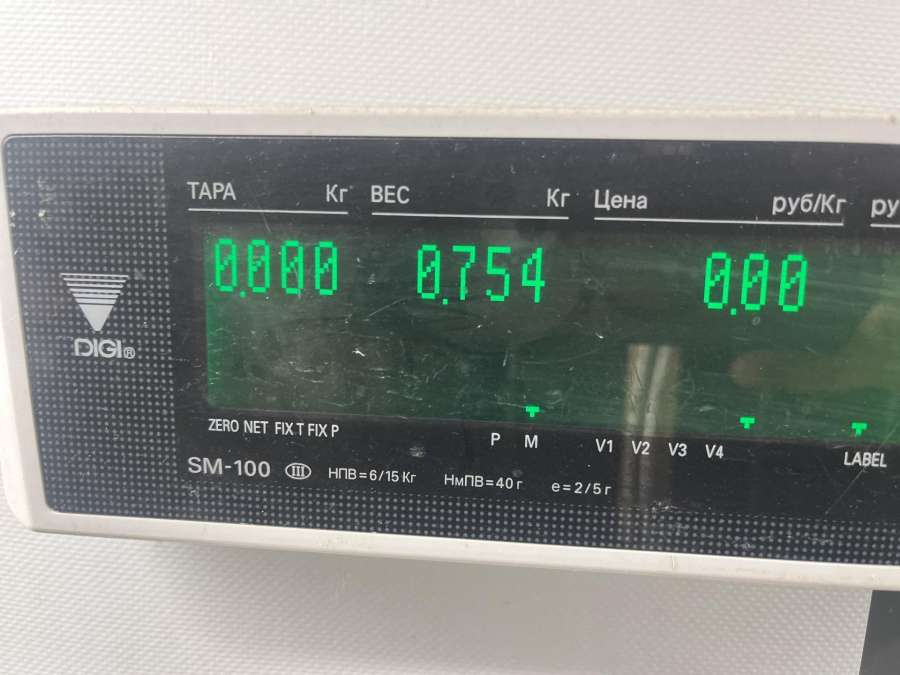 ТАРА Кг ВЕС Кг Цена руб/Кг ру
0.000 0.754 0.00
DIGI®
ZERO NET FIX T FIX P P M V1 V2 V3 V4 LABEL
SM-100 III НПВ=6/15 Кг НмПВ=40 г e=2/5 г